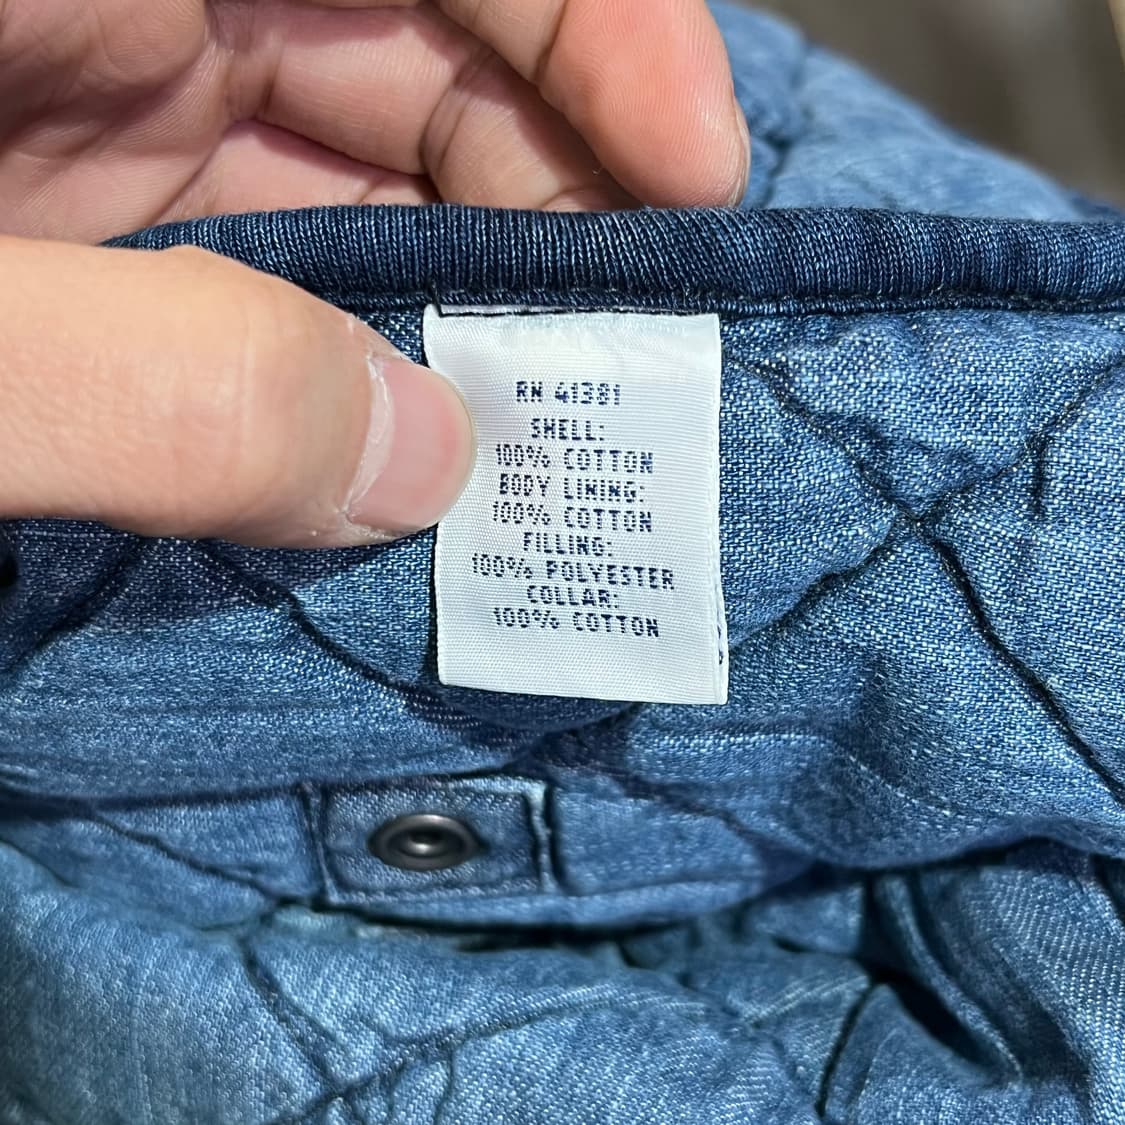 RN 41381
SHELL:
100% COTTON
BODY LINING:
100% COTTON
FILLING:
100% POLYESTER
COLLAR:
100% COTTON